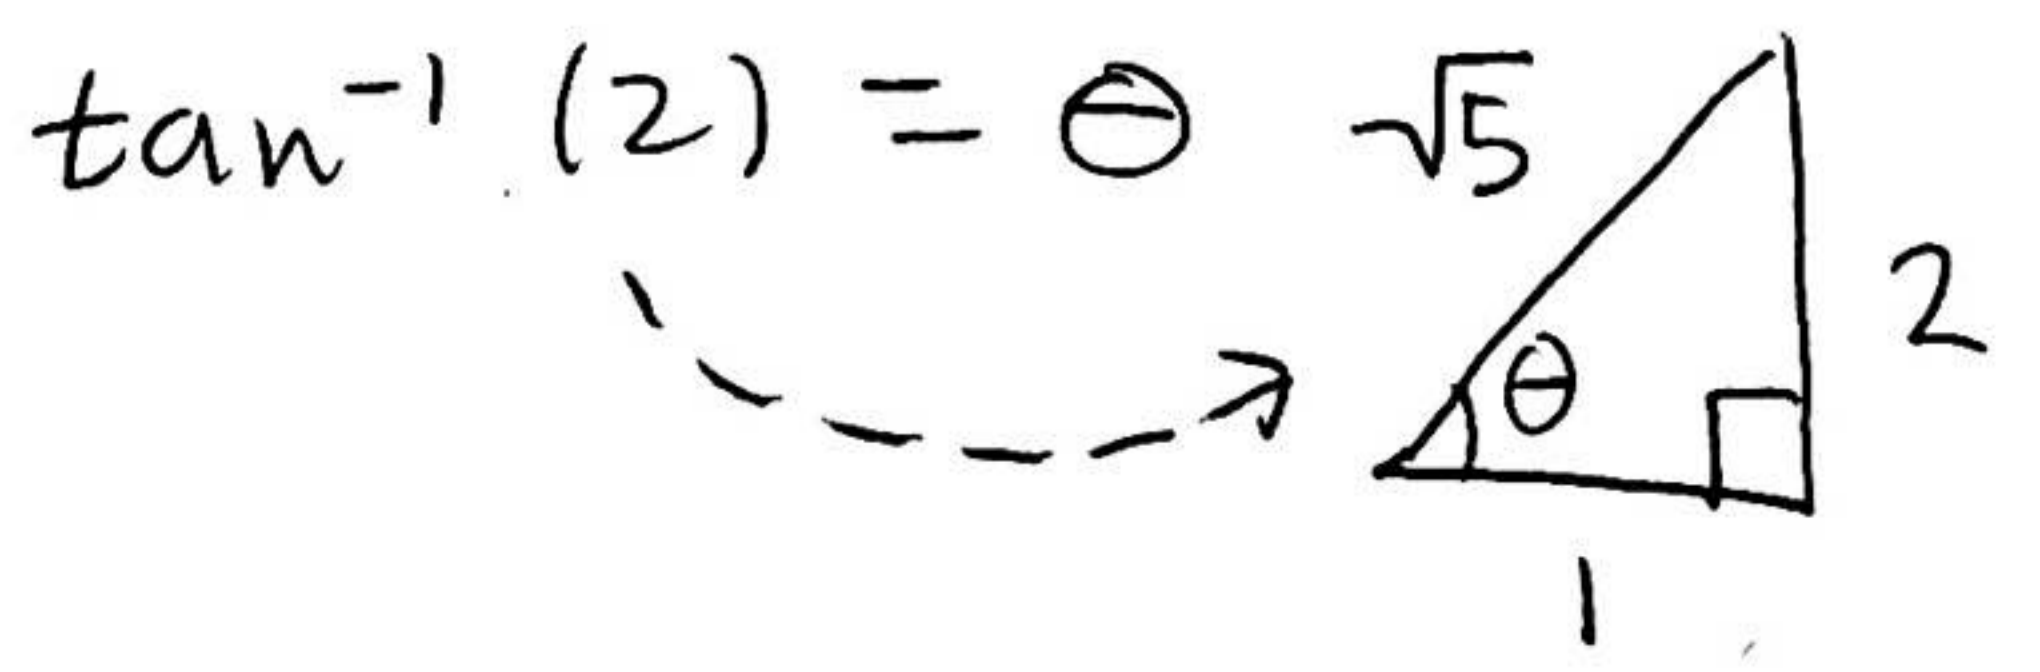 tan⁻¹ (2) = θ
√5
2
θ
1